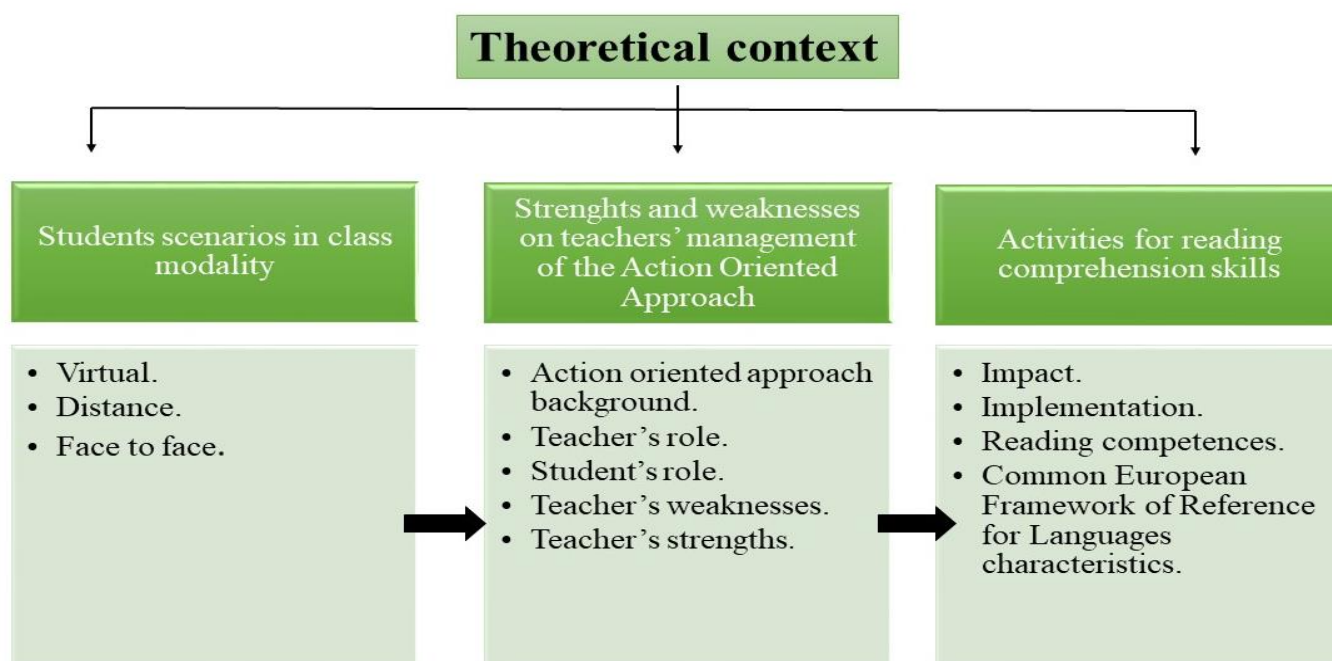 Theoretical context
Students scenarios in class
modality
Strenghts and weaknesses
on teachers’ management
of the Action Oriented
Approach
Activities for reading
comprehension skills
• Virtual.
• Distance.
• Face to face.
• Action oriented approach
background.
• Teacher’s role.
• Student’s role.
• Teacher’s weaknesses.
• Teacher’s strengths.
• Impact.
• Implementation.
• Reading competences.
• Common European
Framework of Reference
for Languages
characteristics.